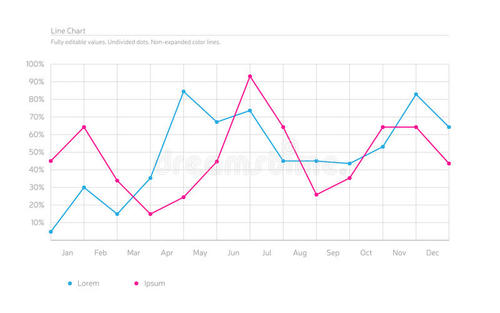 Line Chart
Fully editable values. Undivided dots. Non-expanded color lines.
100%
90%
80%
70%
60%
50%
40%
30%
20%
10%
Jan Feb Mar Apr May Jun Jul Aug Sep Oct Nov Dec
Lorem Ipsum